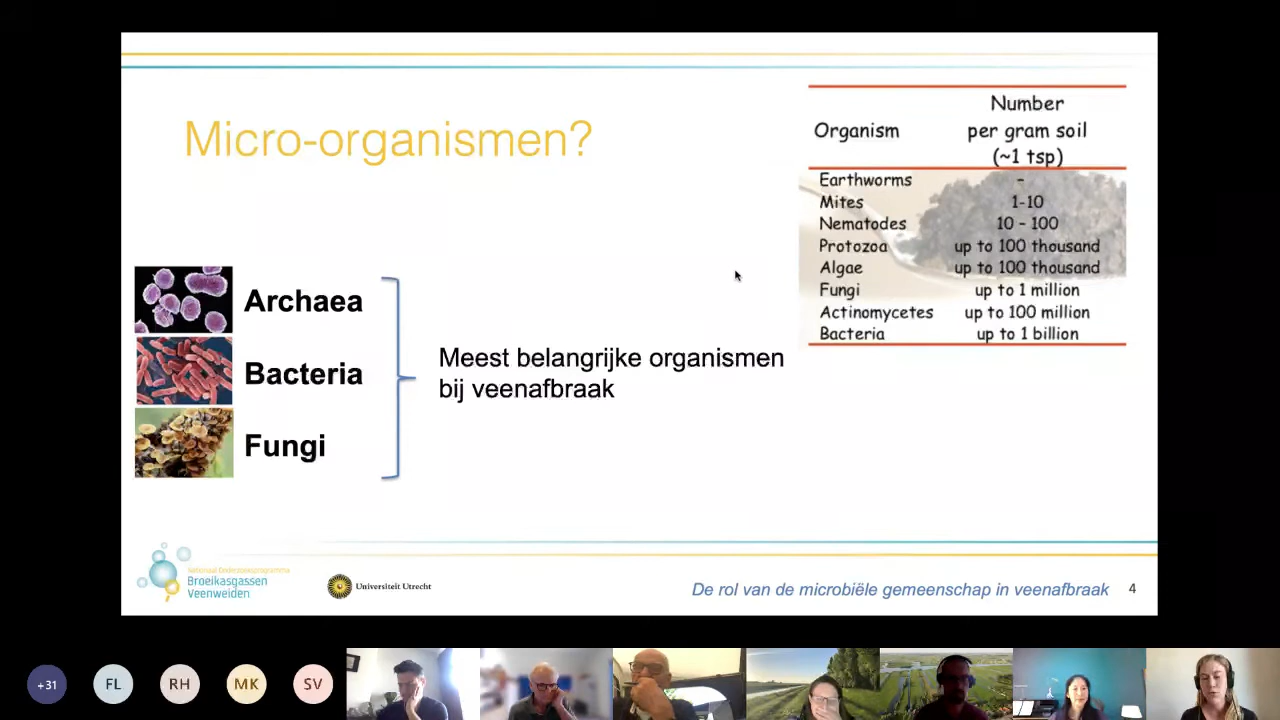 Micro-organismen?
Organism
Number
per gram soil
(~1 tsp)
Earthworms –
Mites 1-10
Nematodes 10 – 100
Protozoa up to 100 thousand
Algae up to 100 thousand
Fungi up to 1 million
Actinomycetes up to 100 million
Bacteria up to 1 billion
Archaea
Bacteria
Fungi
Meest belangrijke organismen
bij veenafbraak
Nationaal Onderzoeksprogramma
Broeikasgassen
Veenweiden
Universiteit Utrecht
De rol van de microbiële gemeenschap in veenafbraak 4
+31 FL RH MK SV